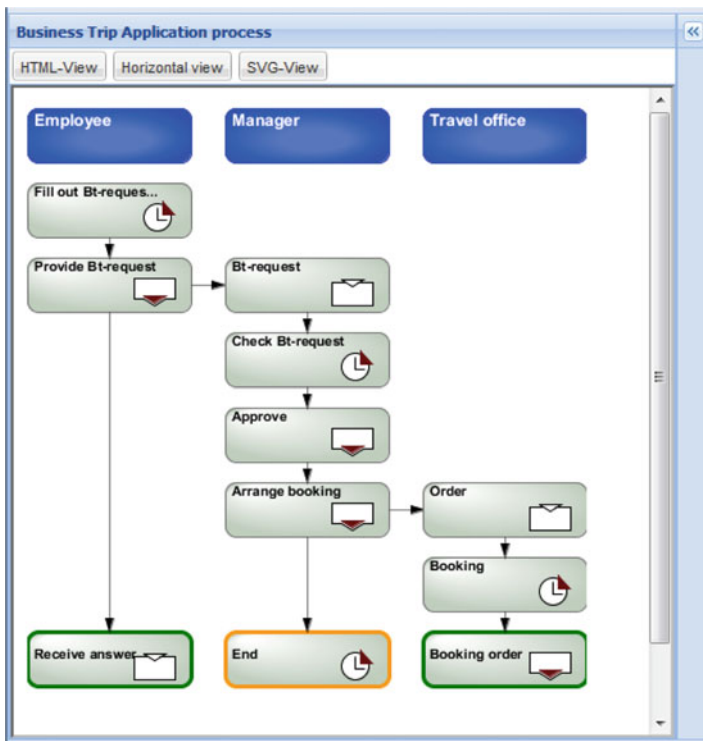 Business Trip Application process
HTML-View Horizontal view SVG-View
Employee Manager Travel office
Fill out Bt-reques...
Provide Bt-request Bt-request
Check Bt-request
Approve
Arrange booking Order
Booking
Receive answer End Booking order